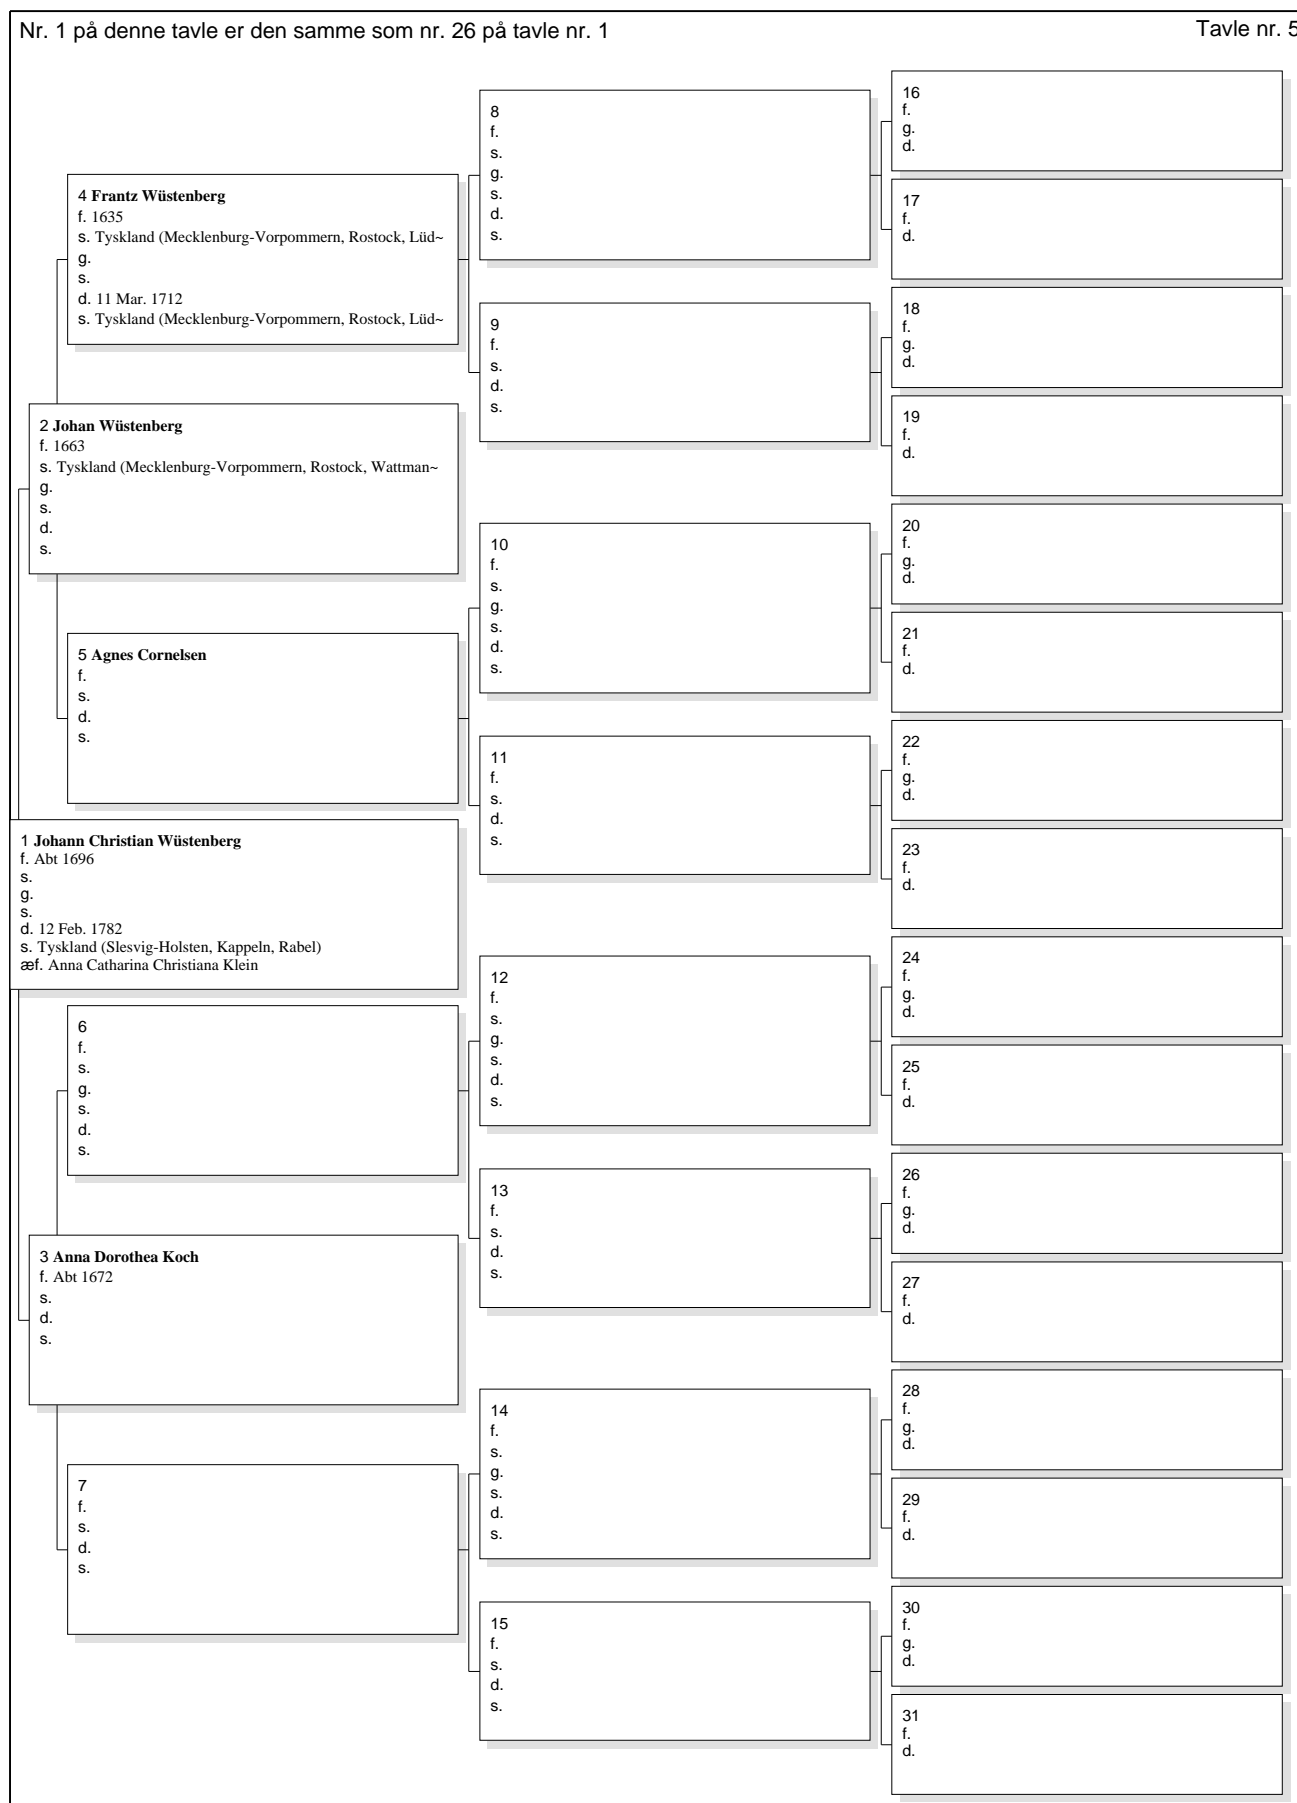 Nr. 1 på denne tavle er den samme som nr. 26 på tavle nr. 1
Tavle nr. 5
4 Frantz Wüstenberg
f. 1635
s. Tyskland (Mecklenburg-Vorpommern, Rostock, Lüd~
g.
s.
d. 11 Mar. 1712
s. Tyskland (Mecklenburg-Vorpommern, Rostock, Lüd~
2 Johan Wüstenberg
f. 1663
s. Tyskland (Mecklenburg-Vorpommern, Rostock, Wattman~
g.
s.
d.
s.
5 Agnes Cornelsen
f.
s.
d.
s.
1 Johann Christian Wüstenberg
f. Abt 1696
s.
g.
s.
d. 12 Feb. 1782
s. Tyskland (Slesvig-Holsten, Kappeln, Rabel)
æf. Anna Catharina Christiana Klein
6
f.
s.
g.
s.
d.
s.
3 Anna Dorothea Koch
f. Abt 1672
s.
d.
s.
7
f.
s.
d.
s.
8
f.
s.
g.
s.
d.
s.
9
f.
s.
d.
s.
10
f.
s.
g.
s.
d.
s.
11
f.
s.
d.
s.
12
f.
s.
g.
s.
d.
s.
13
f.
s.
d.
s.
14
f.
s.
g.
s.
d.
s.
15
f.
s.
d.
s.
16
f.
g.
d.
17
f.
d.
18
f.
g.
d.
19
f.
d.
20
f.
g.
d.
21
f.
d.
22
f.
g.
d.
23
f.
d.
24
f.
g.
d.
25
f.
d.
26
f.
g.
d.
27
f.
d.
28
f.
g.
d.
29
f.
d.
30
f.
g.
d.
31
f.
d.